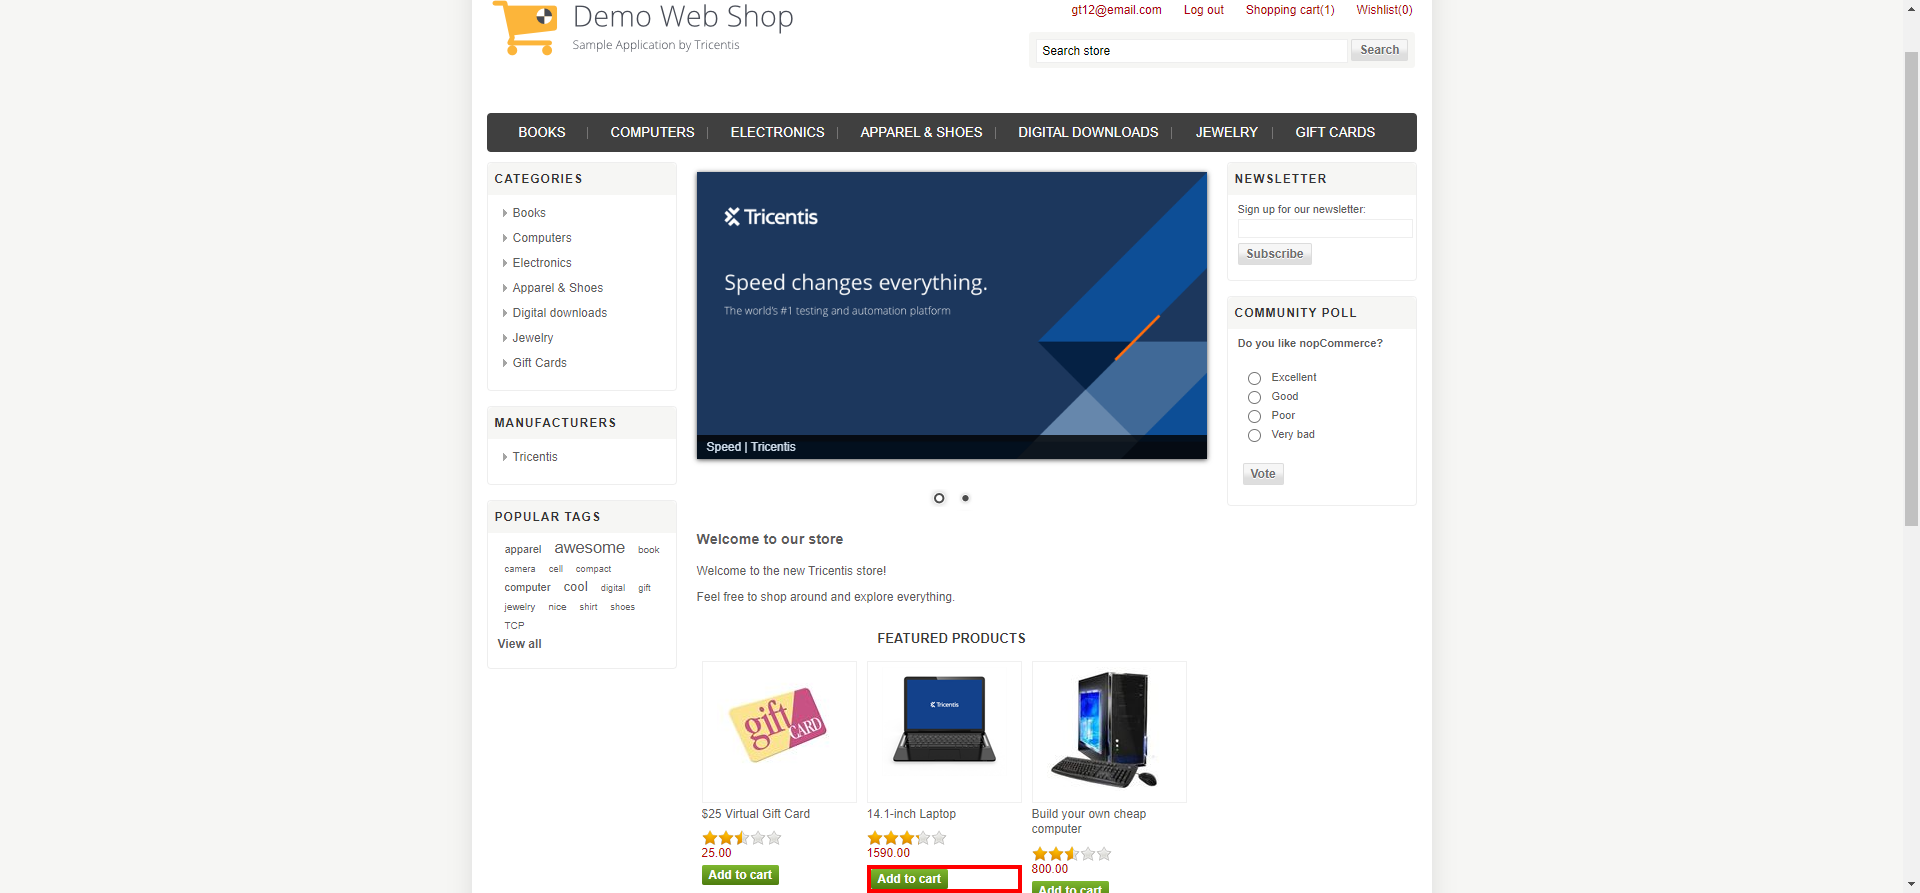 Demo Web Shop
Sample Application by Tricentis
gt12@email.com Log out Shopping cart(1) Wishlist(0)
Search store Search
BOOKS COMPUTERS ELECTRONICS APPAREL & SHOES DIGITAL DOWNLOADS JEWELRY GIFT CARDS
CATEGORIES
Books
Computers
Electronics
Apparel & Shoes
Digital downloads
Jewelry
Gift Cards
MANUFACTURERS
Tricentis
POPULAR TAGS
apparel awesome book
camera cell compact
computer cool digital gift
jewelry nice shirt shoes
TCP
View all
Tricentis
Speed changes everything.
The world's #1 testing and automation platform
Speed | Tricentis
Welcome to our store
Welcome to the new Tricentis store!
Feel free to shop around and explore everything.
FEATURED PRODUCTS
gift
CARD
Tricentis
$25 Virtual Gift Card
25.00
Add to cart
14.1-inch Laptop
1590.00
Add to cart
Build your own cheap
computer
800.00
Add to cart
NEWSLETTER
Sign up for our newsletter:
Subscribe
COMMUNITY POLL
Do you like nopCommerce?
Excellent
Good
Poor
Very bad
Vote